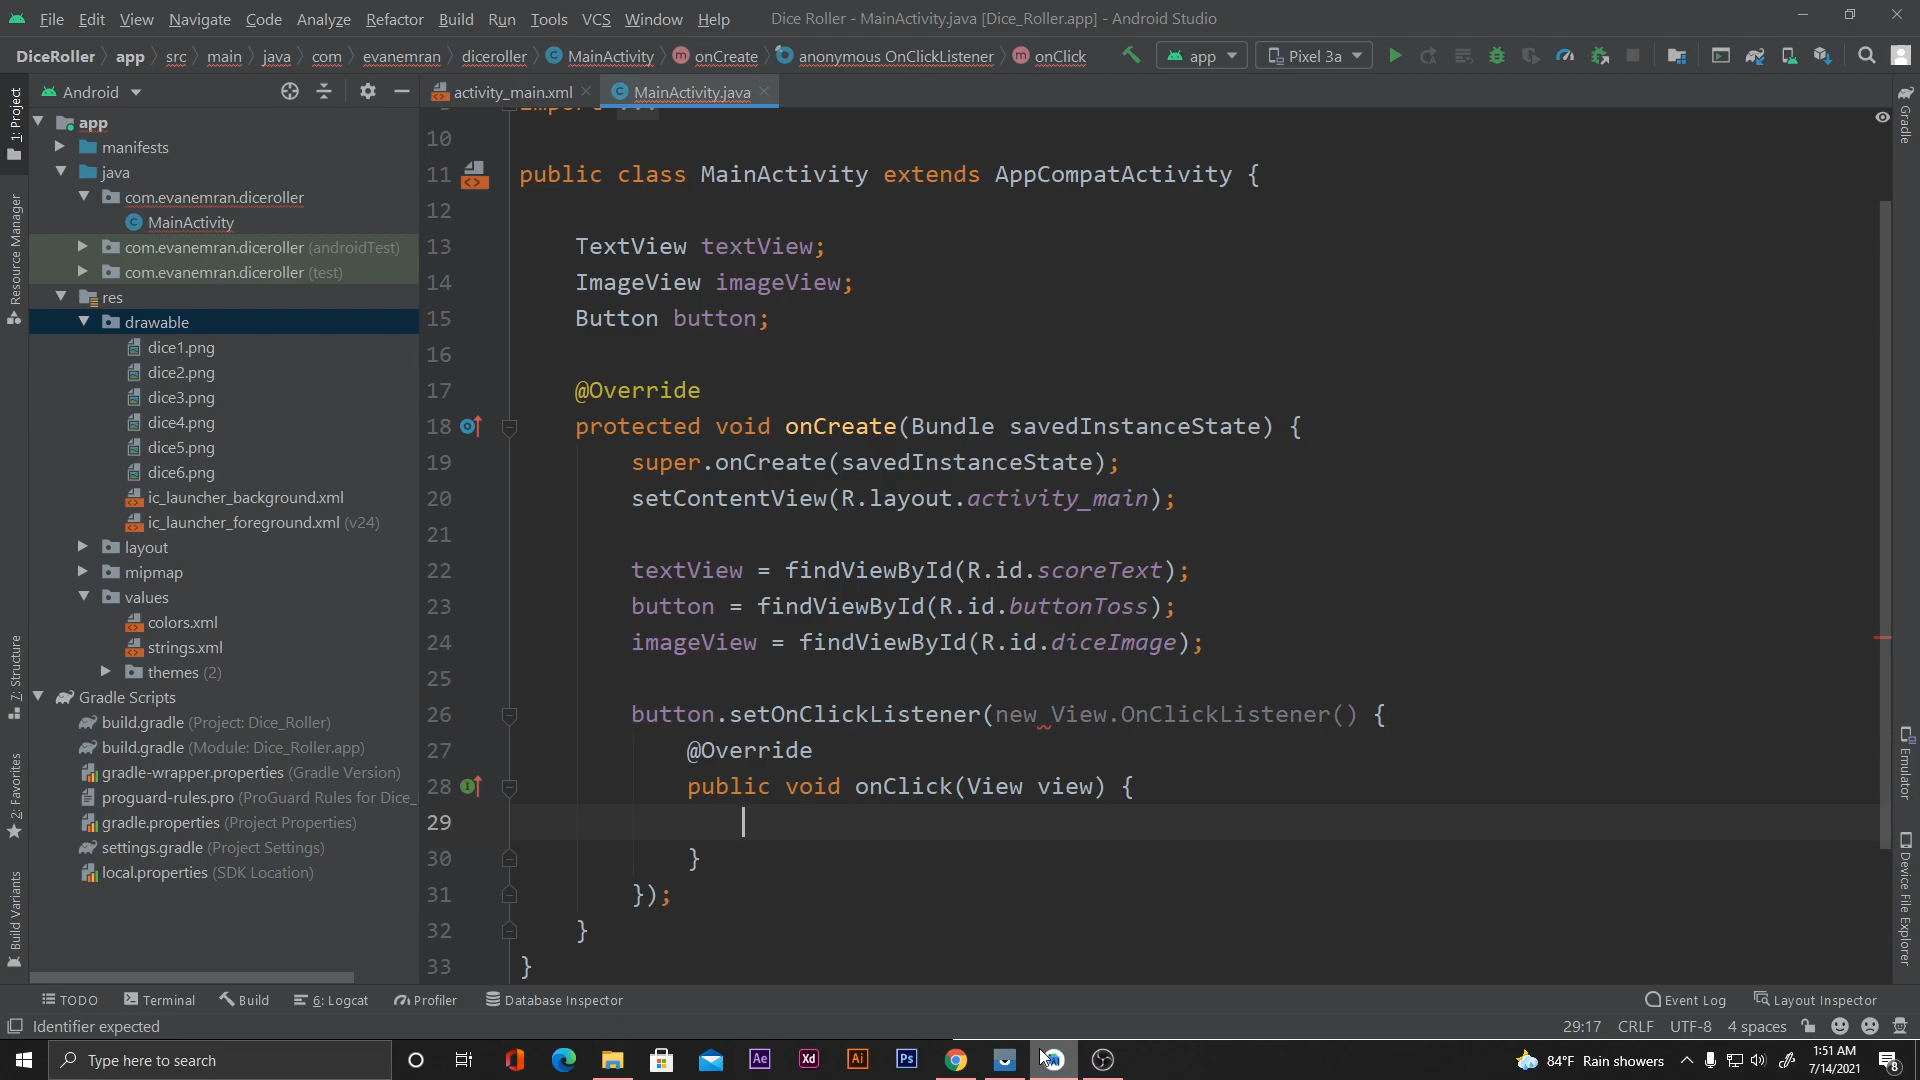 File Edit View Navigate Code Analyze Refactor Build Run Tools VCS Window Help Dice Roller - MainActivity.java [Dice_Roller.app] - Android Studio
DiceRoller app src main java com evanemran diceroller MainActivity onCreate anonymous OnClickListener onClick app Pixel 3a
Android
activity_main.xml MainActivity.java
1: Project
Resource Manager
7: Structure
2: Favorites
Build Variants
app
manifests
java
com.evanemran.diceroller
MainActivity
com.evanemran.diceroller (androidTest)
com.evanemran.diceroller (test)
res
drawable
dice1.png
dice2.png
dice3.png
dice4.png
dice5.png
dice6.png
ic_launcher_background.xml
ic_launcher_foreground.xml (v24)
layout
mipmap
values
colors.xml
strings.xml
themes (2)
Gradle Scripts
build.gradle (Project: Dice_Roller)
build.gradle (Module: Dice_Roller.app)
gradle-wrapper.properties (Gradle Version)
proguard-rules.pro (ProGuard Rules for Dice_
gradle.properties (Project Properties)
settings.gradle (Project Settings)
local.properties (SDK Location)
10
11 public class MainActivity extends AppCompatActivity {
12
13 TextView textView;
14 ImageView imageView;
15 Button button;
16
17 @Override
18 protected void onCreate(Bundle savedInstanceState) {
19 super.onCreate(savedInstanceState);
20 setContentView(R.layout.activity_main);
21
22 textView = findViewById(R.id.scoreText);
23 button = findViewById(R.id.buttonToss);
24 imageView = findViewById(R.id.diceImage);
25
26 button.setOnClickListener(new View.OnClickListener() {
27 @Override
28 public void onClick(View view) {
29
30 }
31 });
32 }
33 }
Gradle
Emulator
Device File Explorer
TODO Terminal Build 6: Logcat Profiler Database Inspector Event Log Layout Inspector
Identifier expected 29:17 CRLF UTF-8 4 spaces
Type here to search Ae Xd Ai Ps 84°F Rain showers 1:51 AM
7/14/2021
8